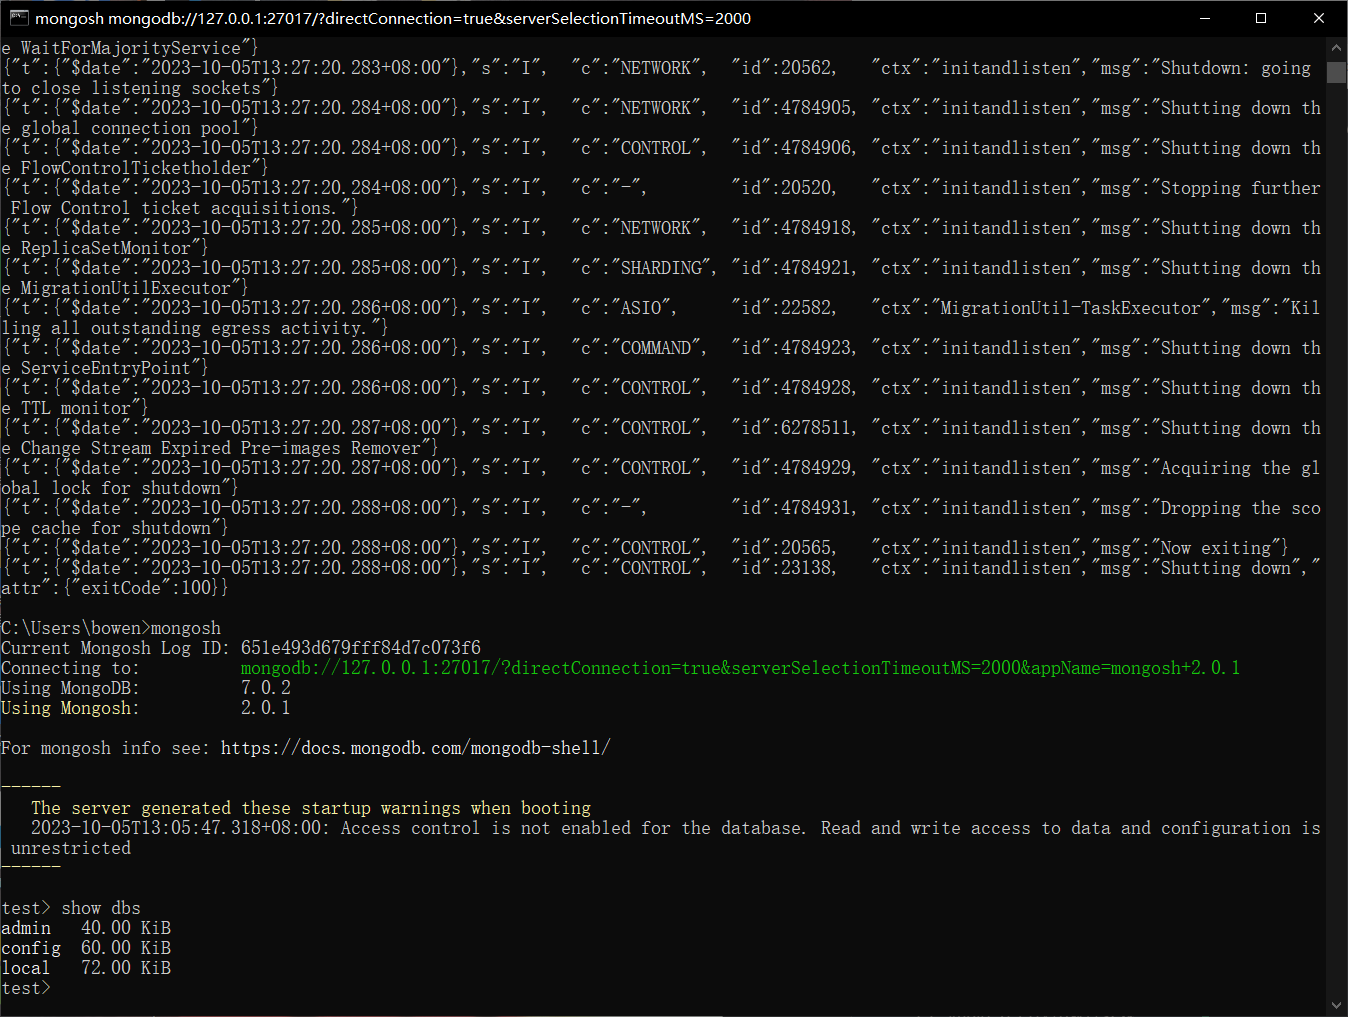 mongosh mongodb://127.0.0.1:27017/?directConnection=true&serverSelectionTimeoutMS=2000
e WaitForMajorityService"}
{"t":{"$date":"2023-10-05T13:27:20.283+08:00"},"s":"I",  "c":"NETWORK",  "id":20562,   "ctx":"initandlisten","msg":"Shutdown: going
to close listening sockets"}
{"t":{"$date":"2023-10-05T13:27:20.284+08:00"},"s":"I",  "c":"NETWORK",  "id":4784905, "ctx":"initandlisten","msg":"Shutting down th
e global connection pool"}
{"t":{"$date":"2023-10-05T13:27:20.284+08:00"},"s":"I",  "c":"CONTROL",  "id":4784906, "ctx":"initandlisten","msg":"Shutting down th
e FlowControlTicketholder"}
{"t":{"$date":"2023-10-05T13:27:20.284+08:00"},"s":"I",  "c":"-",        "id":20520,   "ctx":"initandlisten","msg":"Stopping further
 Flow Control ticket acquisitions."}
{"t":{"$date":"2023-10-05T13:27:20.285+08:00"},"s":"I",  "c":"NETWORK",  "id":4784918, "ctx":"initandlisten","msg":"Shutting down th
e ReplicaSetMonitor"}
{"t":{"$date":"2023-10-05T13:27:20.285+08:00"},"s":"I",  "c":"SHARDING", "id":4784921, "ctx":"initandlisten","msg":"Shutting down th
e MigrationUtilExecutor"}
{"t":{"$date":"2023-10-05T13:27:20.286+08:00"},"s":"I",  "c":"ASIO",     "id":22582,   "ctx":"MigrationUtil-TaskExecutor","msg":"Kil
ling all outstanding egress activity."}
{"t":{"$date":"2023-10-05T13:27:20.286+08:00"},"s":"I",  "c":"COMMAND",  "id":4784923, "ctx":"initandlisten","msg":"Shutting down th
e ServiceEntryPoint"}
{"t":{"$date":"2023-10-05T13:27:20.286+08:00"},"s":"I",  "c":"CONTROL",  "id":4784928, "ctx":"initandlisten","msg":"Shutting down th
e TTL monitor"}
{"t":{"$date":"2023-10-05T13:27:20.287+08:00"},"s":"I",  "c":"CONTROL",  "id":6278511, "ctx":"initandlisten","msg":"Shutting down th
e Change Stream Expired Pre-images Remover"}
{"t":{"$date":"2023-10-05T13:27:20.287+08:00"},"s":"I",  "c":"CONTROL",  "id":4784929, "ctx":"initandlisten","msg":"Acquiring the gl
obal lock for shutdown"}
{"t":{"$date":"2023-10-05T13:27:20.288+08:00"},"s":"I",  "c":"-",        "id":4784931, "ctx":"initandlisten","msg":"Dropping the sco
pe cache for shutdown"}
{"t":{"$date":"2023-10-05T13:27:20.288+08:00"},"s":"I",  "c":"CONTROL",  "id":20565,   "ctx":"initandlisten","msg":"Now exiting"}
{"t":{"$date":"2023-10-05T13:27:20.288+08:00"},"s":"I",  "c":"CONTROL",  "id":23138,   "ctx":"initandlisten","msg":"Shutting down","
attr":{"exitCode":100}}
C:\Users\bowen>mongosh
Current Mongosh Log ID: 651e493d679fff84d7c073f6
Connecting to:          mongodb://127.0.0.1:27017/?directConnection=true&serverSelectionTimeoutMS=2000&appName=mongosh+2.0.1
Using MongoDB:          7.0.2
Using Mongosh:          2.0.1
For mongosh info see: https://docs.mongodb.com/mongodb-shell/
------
   The server generated these startup warnings when booting
   2023-10-05T13:05:47.318+08:00: Access control is not enabled for the database. Read and write access to data and configuration is
 unrestricted
------
test> show dbs
admin   40.00 KiB
config  60.00 KiB
local   72.00 KiB
test>